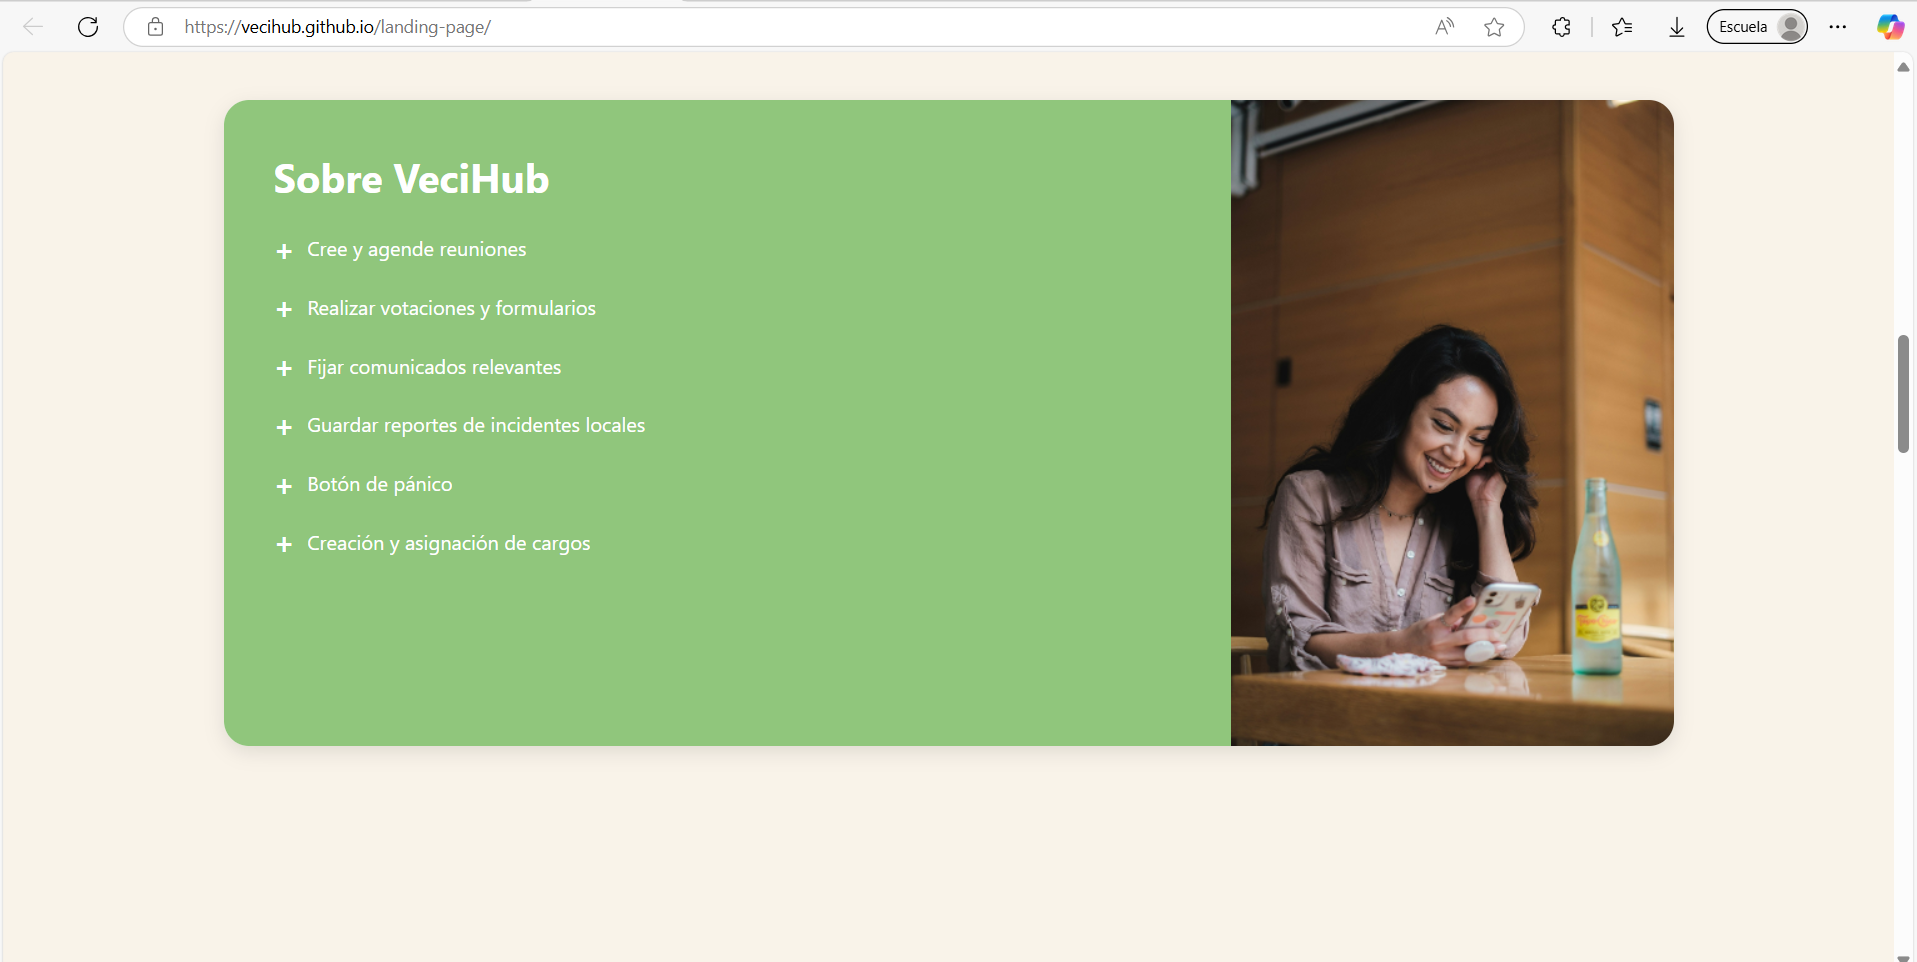 https://vecihub.github.io/landing-page/
Escuela
Sobre VeciHub
+ Cree y agende reuniones
+ Realizar votaciones y formularios
+ Fijar comunicados relevantes
+ Guardar reportes de incidentes locales
+ Botón de pánico
+ Creación y asignación de cargos